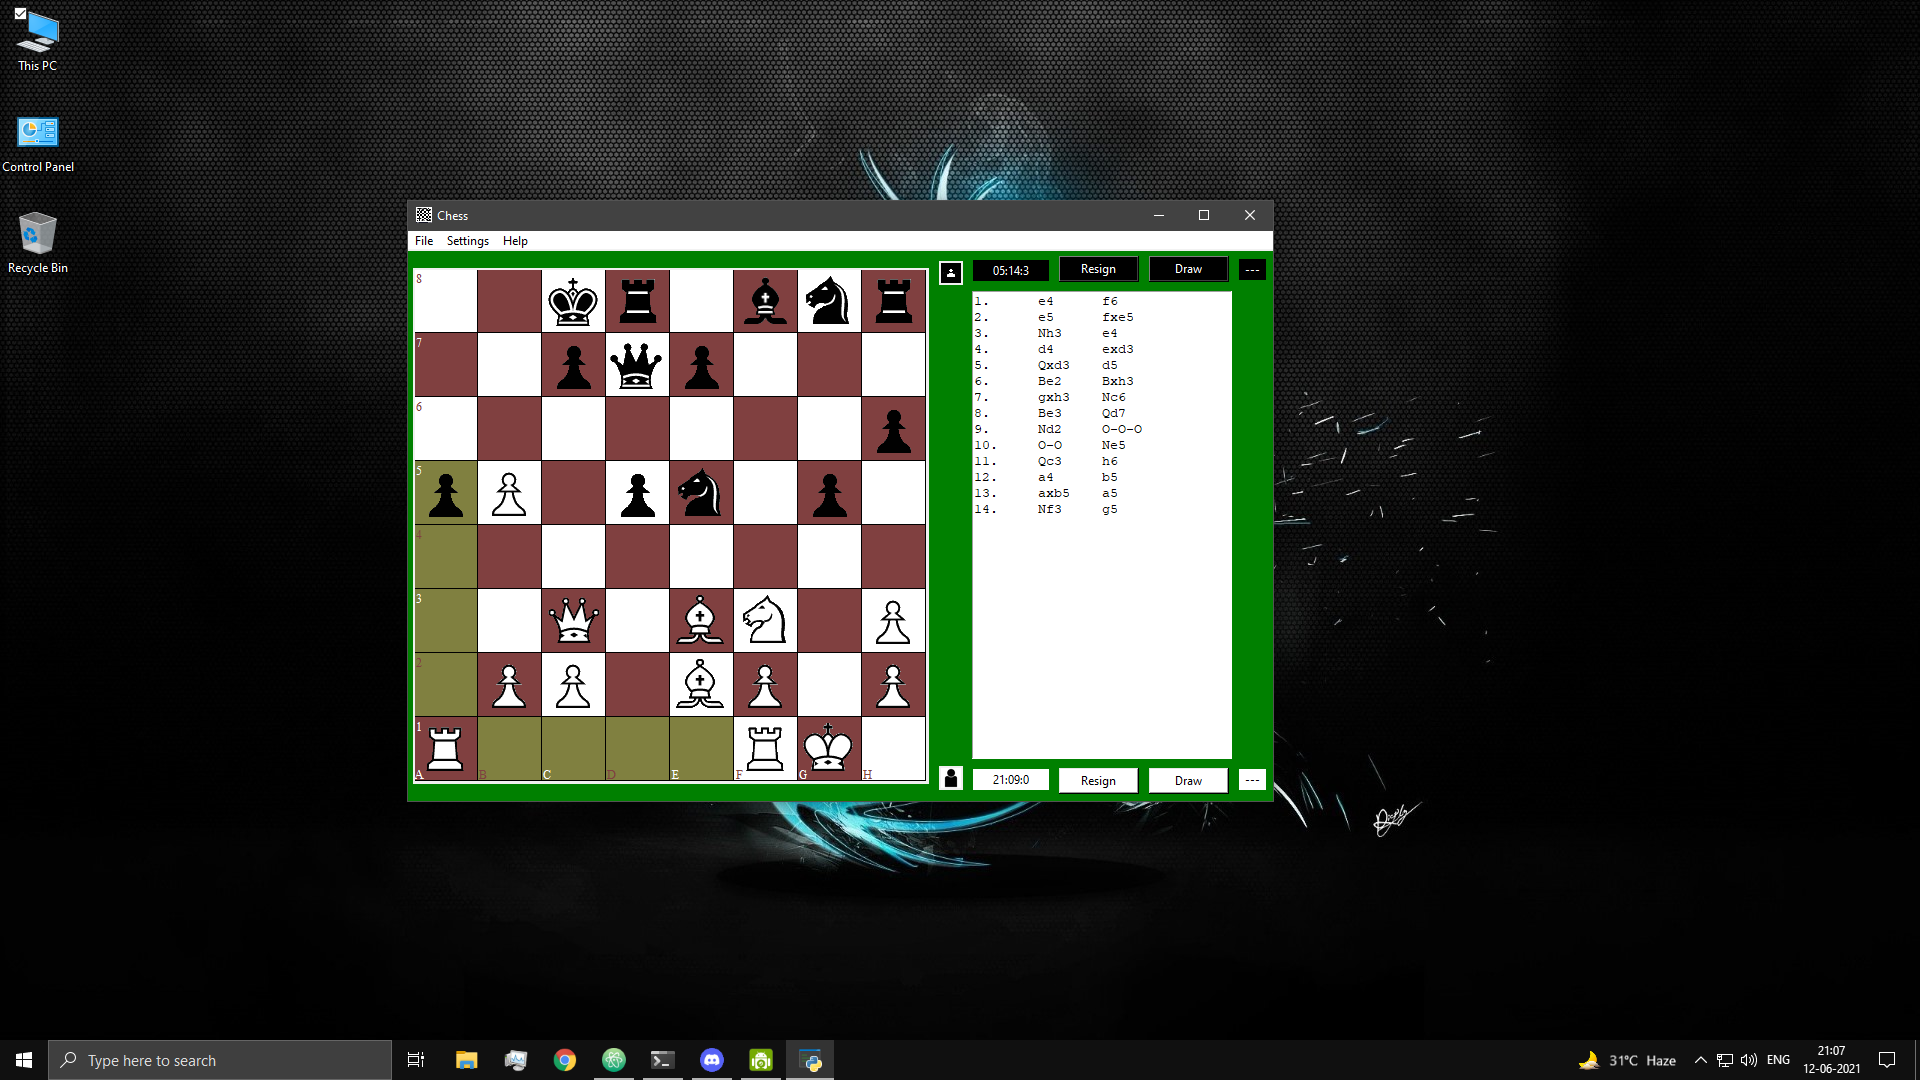 This PC
Control Panel
Recycle Bin
Chess
File Settings Help
05:14:3 Resign Draw ---
8
7
6
5
4
3
2
1
A B C D E F G H
1. e4 f6
2. e5 fxe5
3. Nh3 e4
4. d4 exd3
5. Qxd3 d5
6. Be2 Bxh3
7. gxh3 Nc6
8. Be3 Qd7
9. Nd2 O-O-O
10. O-O Ne5
11. Qc3 h6
12. a4 b5
13. axb5 a5
14. Nf3 g5
21:09:0 Resign Draw ---
Type here to search
31°C Haze
ENG
21:07
12-06-2021